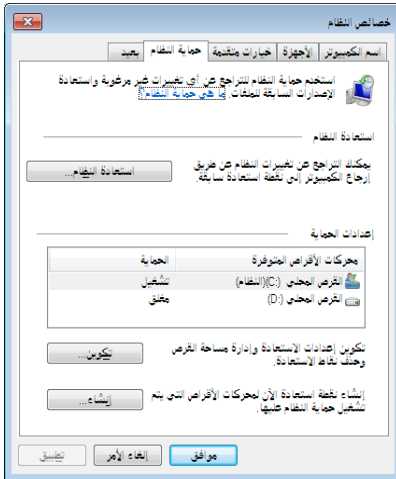 خصائص النظام
اسم الكمبيوتر الأجهزة خيارات متقدمة حماية النظام بعيد
استخدم حماية النظام للتراجع عن أي تغييرات غير مرغوبة واستعادة
الإصدارات السابقة للملفات. ما هي حماية النظام؟
استعادة النظام
يمكنك التراجع عن تغييرات النظام عن طريق
إرجاع الكمبيوتر إلى نقطة استعادة سابقة.
استعادة النظام...
إعدادات الحماية
محركات الأقراص المتوفرة الحماية
القرص المحلي (C:)(النظام) تشغيل
القرص المحلي (D:) مغلق
تكوين إعدادات الاستعادة وإدارة مساحة القرص
وحذف نقاط الاستعادة.
تكوين...
إنشاء نقطة استعادة الآن لمحركات الأقراص التي يتم
تشغيل حماية النظام عليها.
إنشاء...
موافق إلغاء الأمر تطبيق